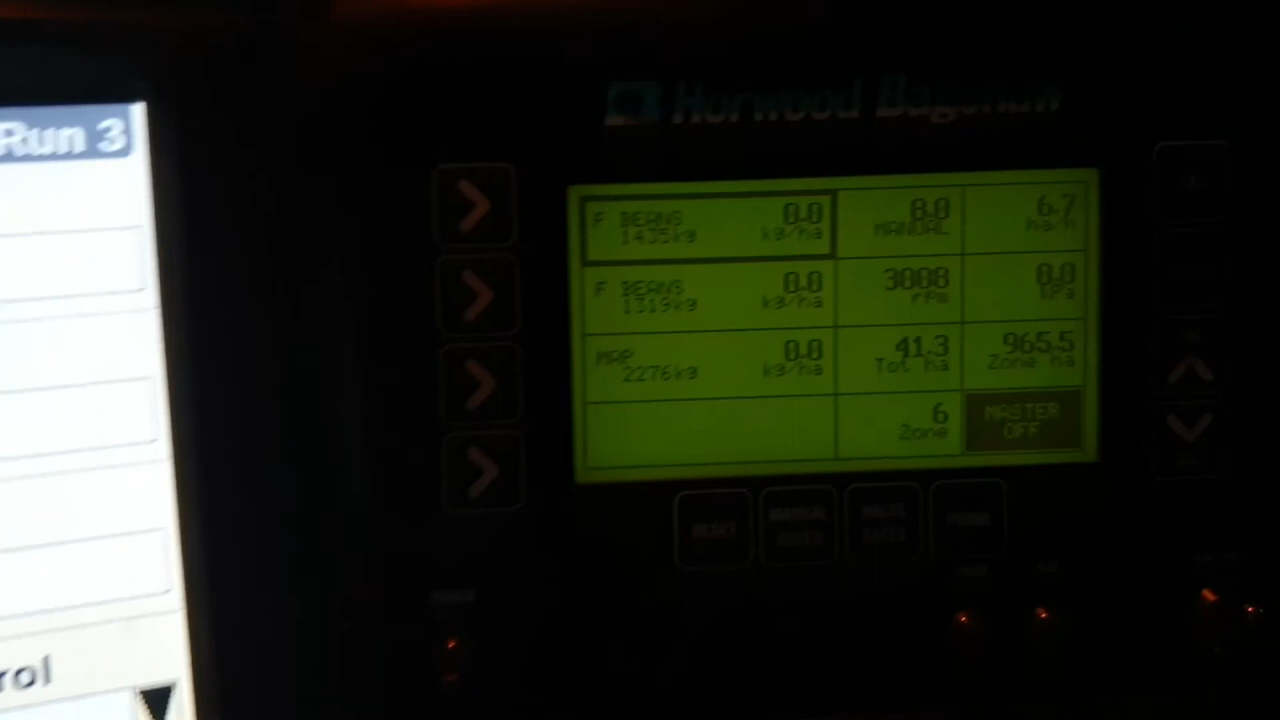 Run 3
rol
Horwood Bagshaw
F BEANS 0.0
1435kg kg/ha
8.0
MANUAL
6.7
ha/h
F BEANS 0.0
1319kg kg/ha
3008
rpm
0.0
kPa
MAP 0.0
2276kg kg/ha
41.3
Tot ha
965.5
Zone ha
6
Zone
MASTER
OFF
RESET
MANUAL